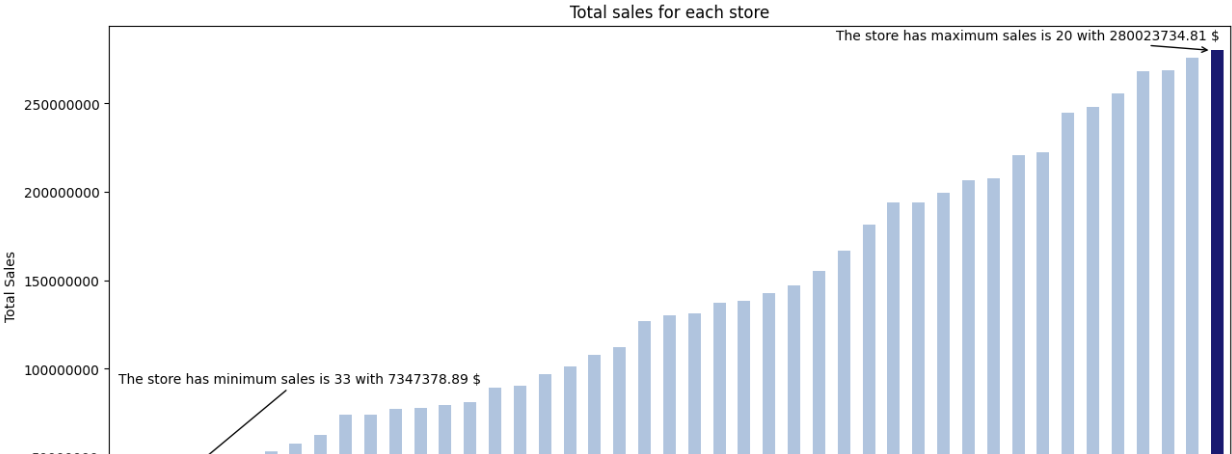 Total sales for each store
The store has maximum sales is 20 with 280023734.81 $
250000000
200000000
150000000
Total Sales
100000000
The store has minimum sales is 33 with 7347378.89 $